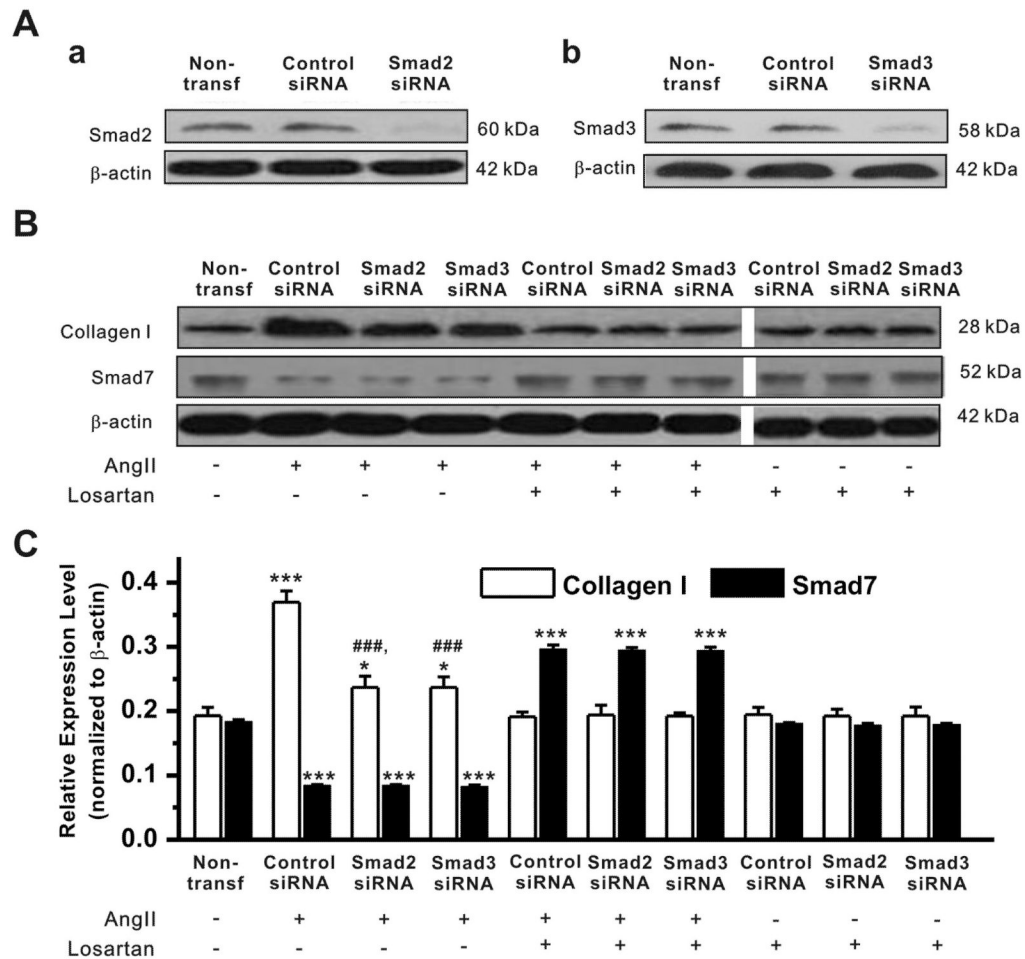 A
a
Non-
transf
Control
siRNA
Smad2
siRNA
Smad2
60 kDa
β-actin
42 kDa
b
Non-
transf
Control
siRNA
Smad3
siRNA
Smad3
58 kDa
β-actin
42 kDa
B
Non-
transf
Control
siRNA
Smad2
siRNA
Smad3
siRNA
Control
siRNA
Smad2
siRNA
Smad3
siRNA
Control
siRNA
Smad2
siRNA
Smad3
siRNA
Collagen I
28 kDa
Smad7
52 kDa
β-actin
42 kDa
AngII - + + + + + + - - -
Losartan - - - - + + + + + +
C
Relative Expression Level
(normalized to β-actin)
0.4
0.3
0.2
0.1
0.0
Collagen I
Smad7
***
***
###,
*
***
###
*
***
***
***
***
Non-
transf
Control
siRNA
Smad2
siRNA
Smad3
siRNA
Control
siRNA
Smad2
siRNA
Smad3
siRNA
Control
siRNA
Smad2
siRNA
Smad3
siRNA
AngII - + + + + + + - - -
Losartan - - - - + + + + + +